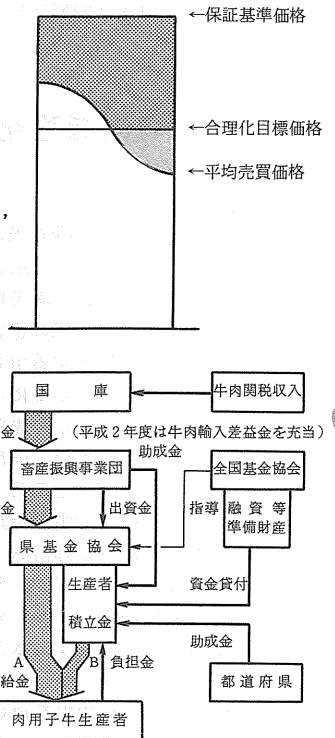 ←保証基準価格
←合理化目標価格
←平均売買価格
,
国庫
牛肉関税収入
金
(平成2年度は牛肉輸入差益金を充当)
助成金
畜産振興事業団
全国基金協会
金
出資金
指導
融資等
準備財産
県基金協会
生産者
資金貸付
積立金
助成金
A
B
負担金
給金
都道府県
肉用子牛生産者